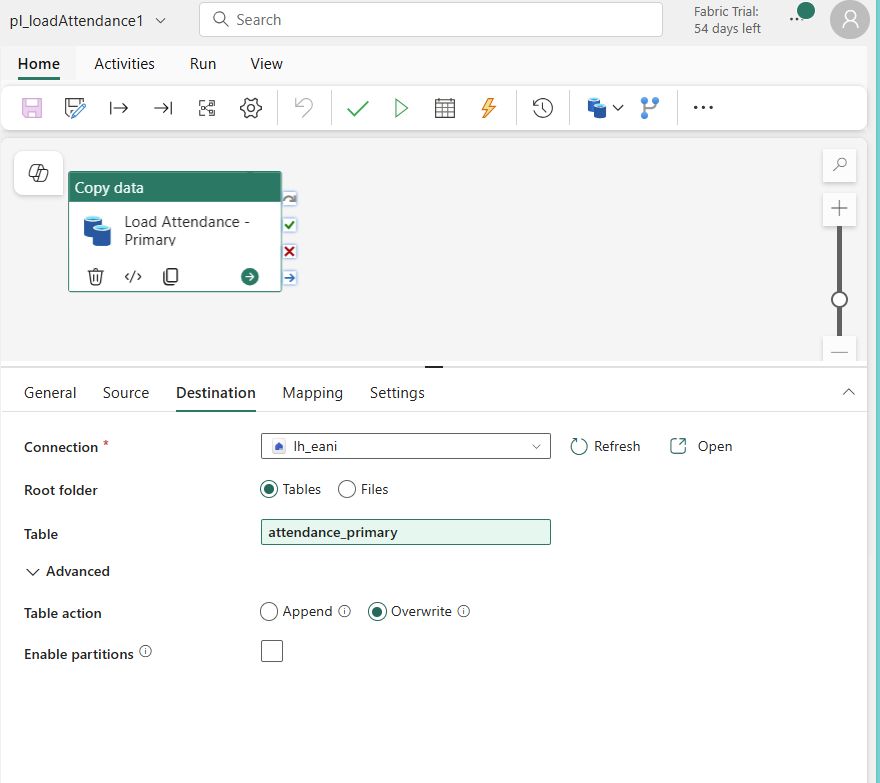 pl_loadAttendance1
Search
Fabric Trial:
54 days left
Home
Activities
Run
View
Copy data
Load Attendance -
Primary
General
Source
Destination
Mapping
Settings
Connection *
lh_eani
Refresh
Open
Root folder
Tables
Files
Table
attendance_primary
Advanced
Table action
Append
Overwrite
Enable partitions